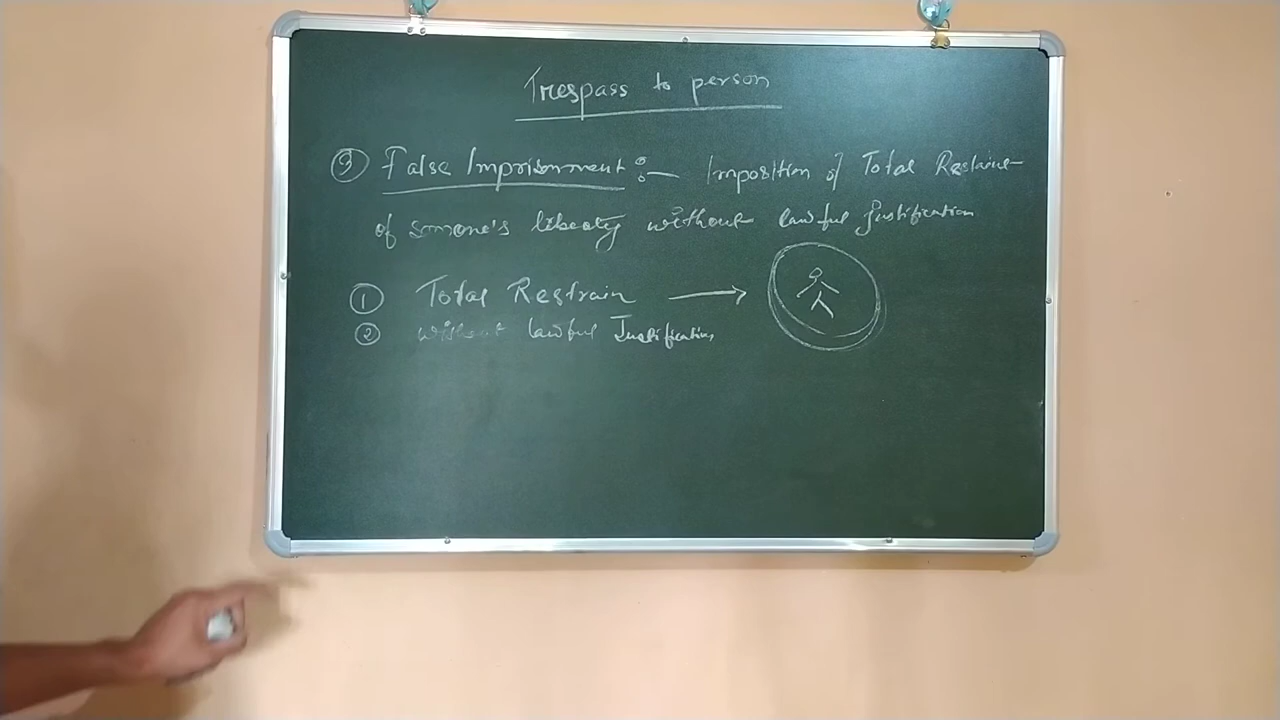 Trespass to person
③ False Imprisonment :— Imposition of Total Restraint
of somone's liberty without lawful justification
① Total Restrain →
② without lawful Justification